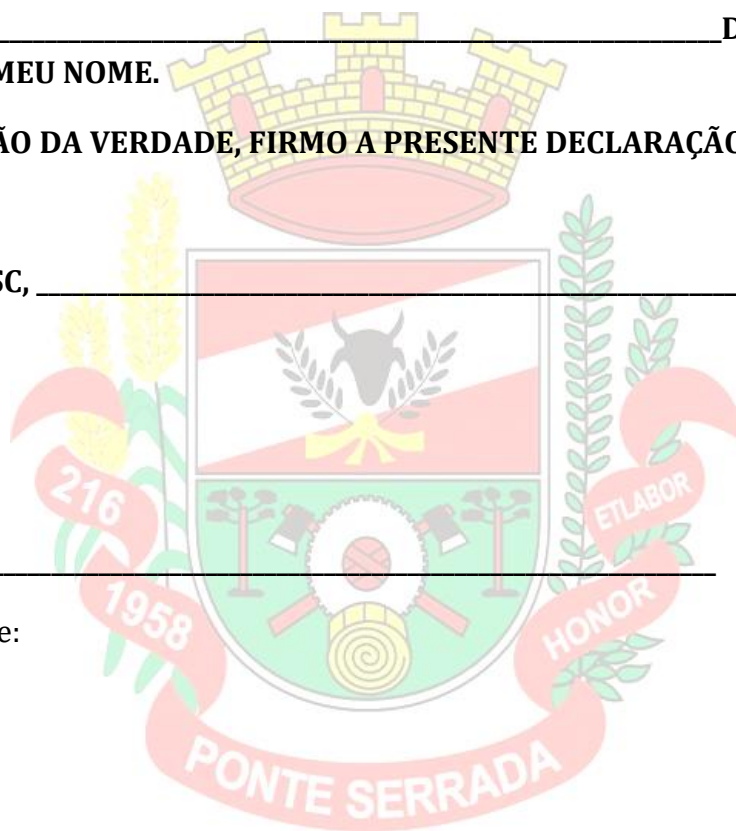 D
MEU NOME.
ÃO DA VERDADE, FIRMO A PRESENTE DECLARAÇÃO
SC,
e:
216
1958
ETLABOR
HONOR
PONTE SERRADA